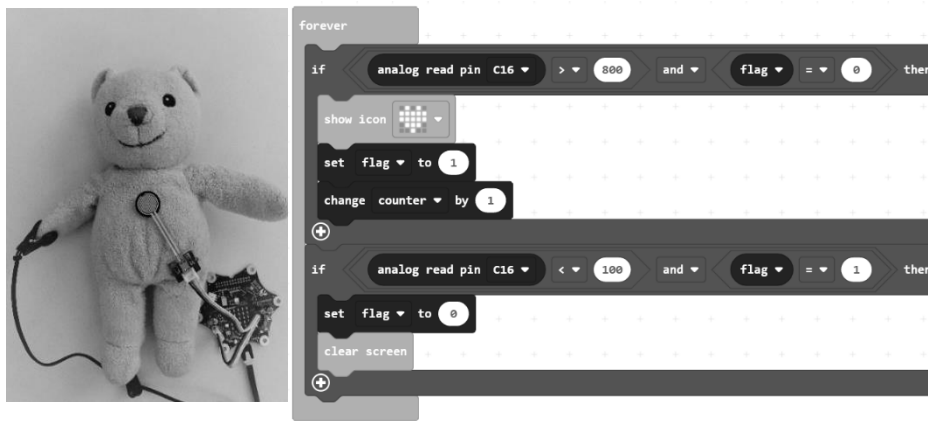 forever
if analog read pin C16 > 800 and flag = 0 then
show icon
set flag to 1
change counter by 1
if analog read pin C16 < 100 and flag = 1 then
set flag to 0
clear screen